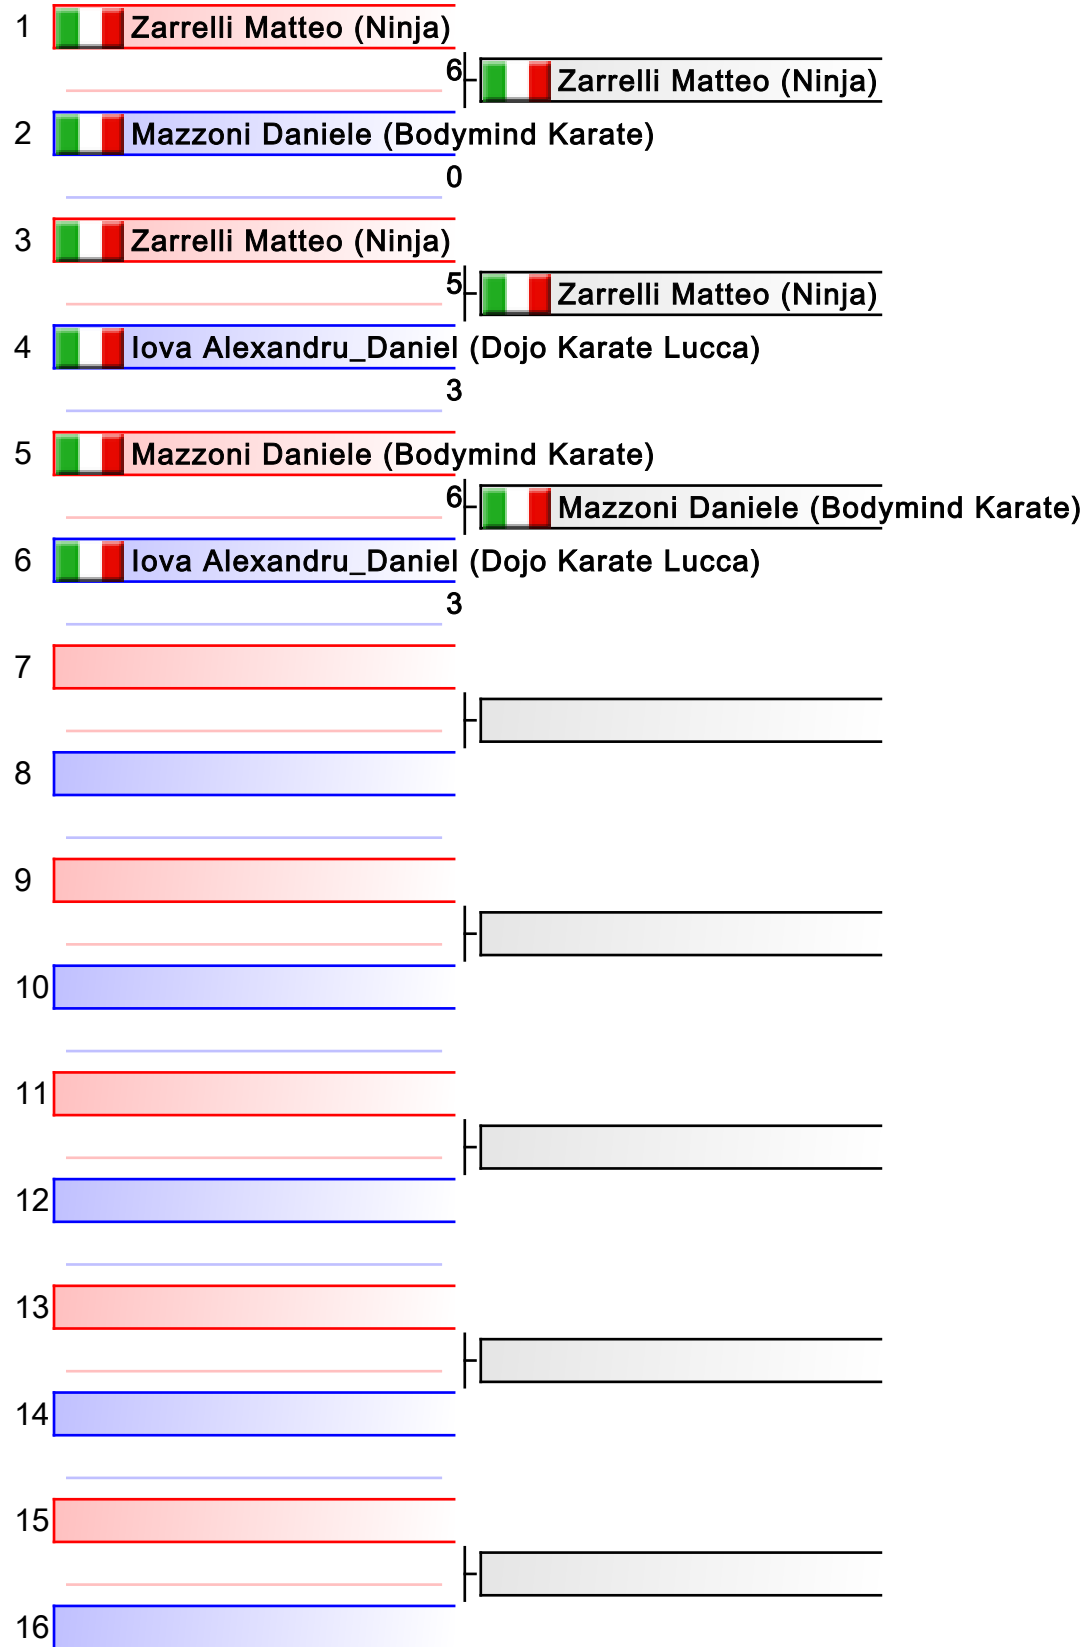 1 Zarrelli Matteo (Ninja)
6 Zarrelli Matteo (Ninja)
2 Mazzoni Daniele (Bodymind Karate)
0
3 Zarrelli Matteo (Ninja)
5 Zarrelli Matteo (Ninja)
4 Iova Alexandru_Daniel (Dojo Karate Lucca)
3
5 Mazzoni Daniele (Bodymind Karate)
6 Mazzoni Daniele (Bodymind Karate)
6 Iova Alexandru_Daniel (Dojo Karate Lucca)
3
7
8
9
10
11
12
13
14
15
16